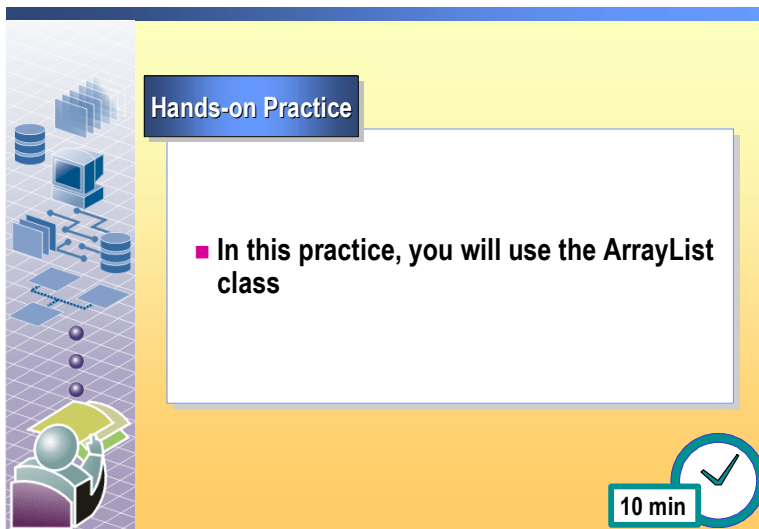 Hands-on Practice
■ In this practice, you will use the ArrayList
class
10 min